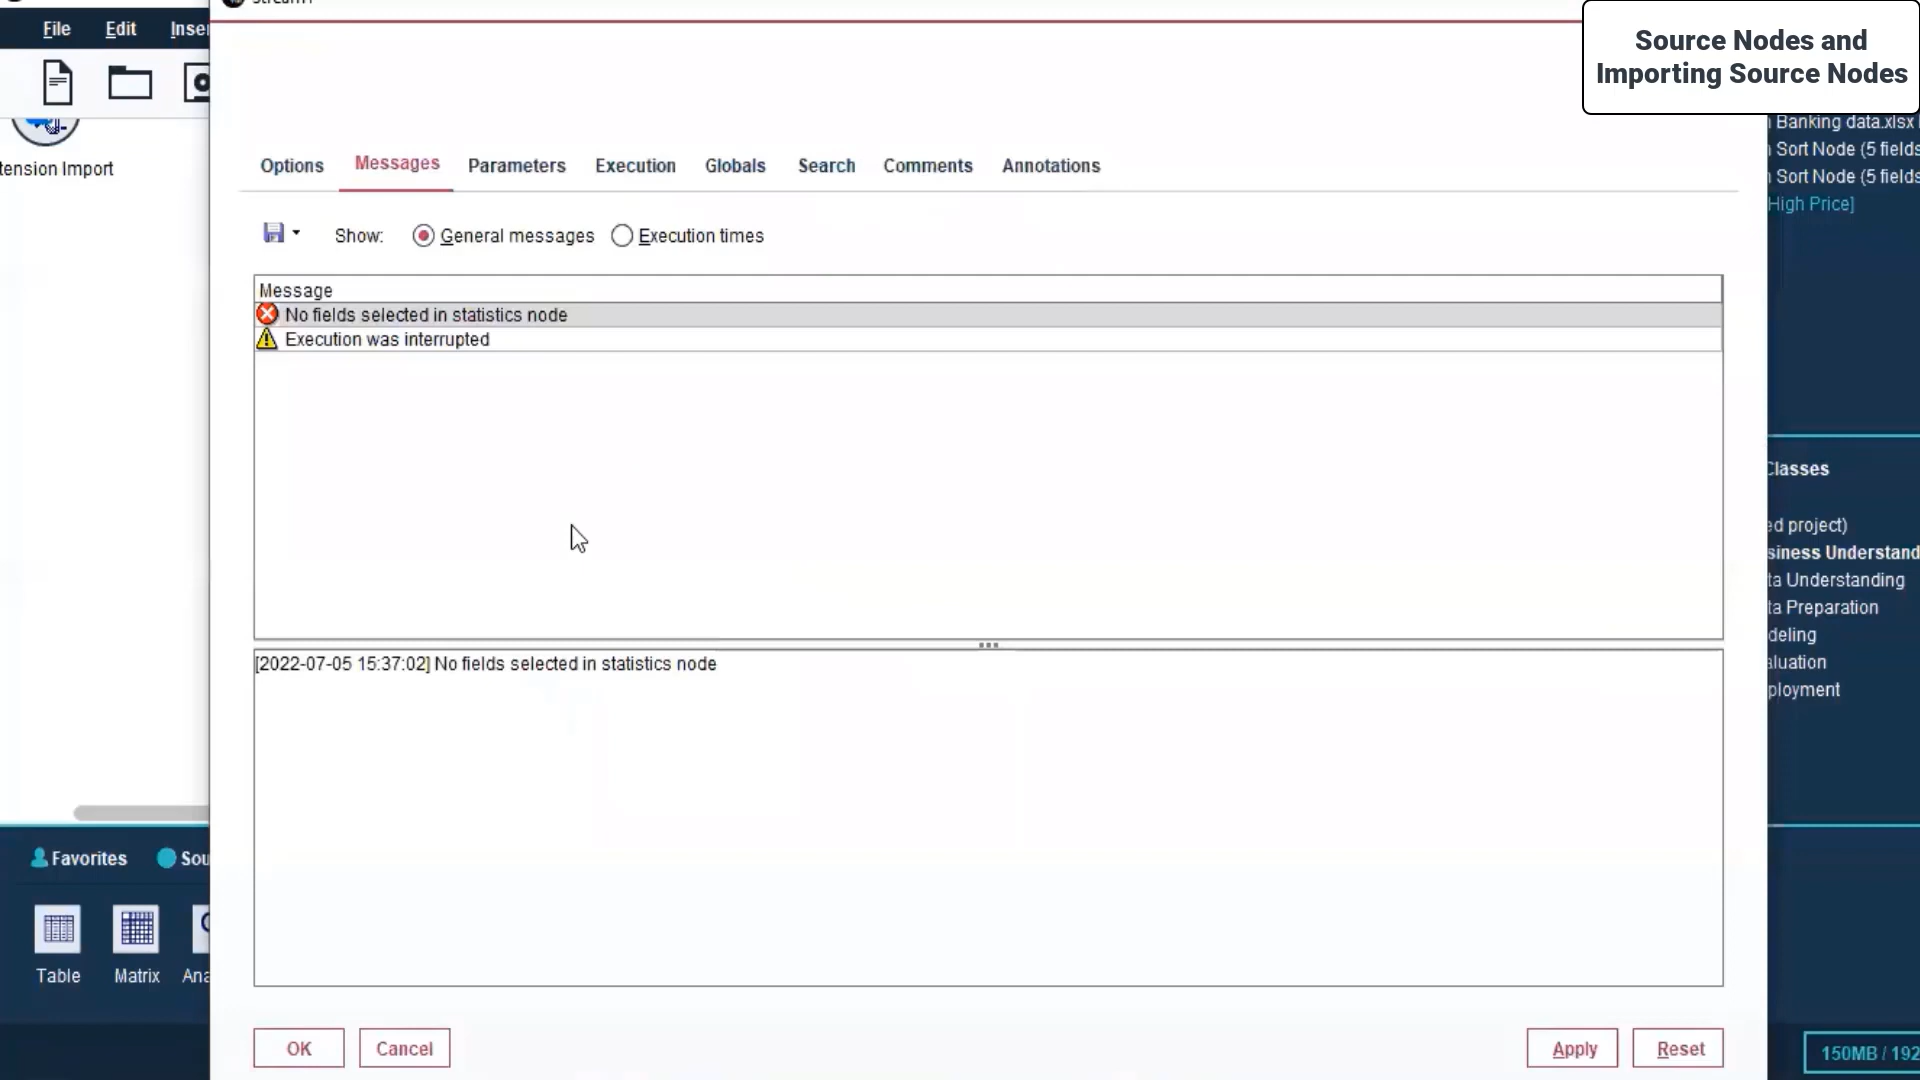 File Edit
Source Nodes and
Importing Source Nodes
tension Import
Options Messages Parameters Execution Globals Search Comments Annotations
Show: General messages Execution times
Message
No fields selected in statistics node
Execution was interrupted
[2022-07-05 15:37:02] No fields selected in statistics node
OK Cancel Apply Reset
Banking data.xlsx
Sort Node (5 fields
Sort Node (5 fields
High Price]
Classes
ed project)
siness Understand
ta Understanding
ta Preparation
deling
aluation
ployment
Favorites Sou
Table Matrix Ana
150MB / 192